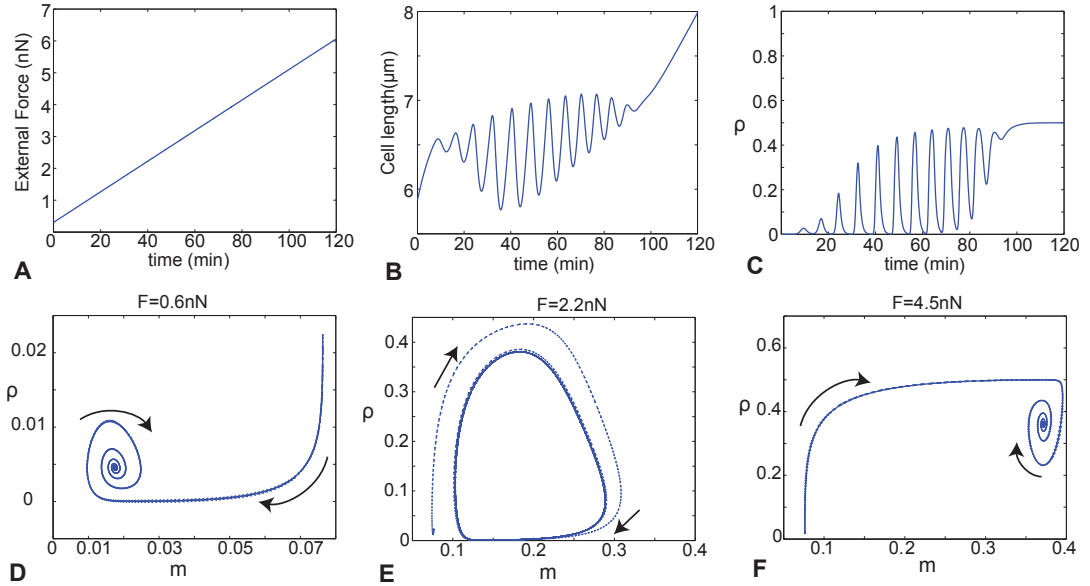 7
6
5
4
3
2
1
External Force (nN)
0 20 40 60 80 100 120
time (min)
A
8
7
6
Cell length(μm)
0 20 40 60 80 100 120
time (min)
B
1
0.8
0.6
0.4
0.2
0
ρ
20 40 60 80 100 120
time (min)
C
F=0.6nN
0.02
0.01
0
ρ
0 0.01 0.03 0.05 0.07
m
D
F=2.2nN
0.4
0.3
0.2
0.1
0
ρ
0.1 0.2 0.3 0.4
m
E
F=4.5nN
0.6
0.4
0.2
0
ρ
0.1 0.2 0.3 0.4
m
F